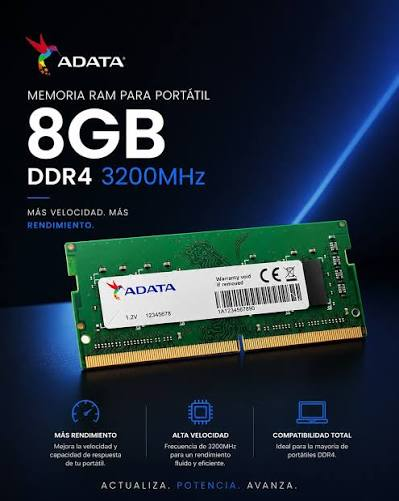 ADATA
MEMORIA RAM PARA PORTÁTIL
8GB
DDR4 3200MHz
MÁS VELOCIDAD. MÁS
RENDIMIENTO.
ADATA
Warranty void
if removed
CE
1.2V 12345678
1A1234567890
MÁS RENDIMIENTO
Mejora la velocidad y
capacidad de respuesta
de tu portátil.
ALTA VELOCIDAD
Frecuencia de 3200MHz
para un rendimiento
fluido y eficiente.
COMPATIBILIDAD TOTAL
Ideal para la mayoría de
portátiles DDR4.
ACTUALIZA. POTENCIA. AVANZA.